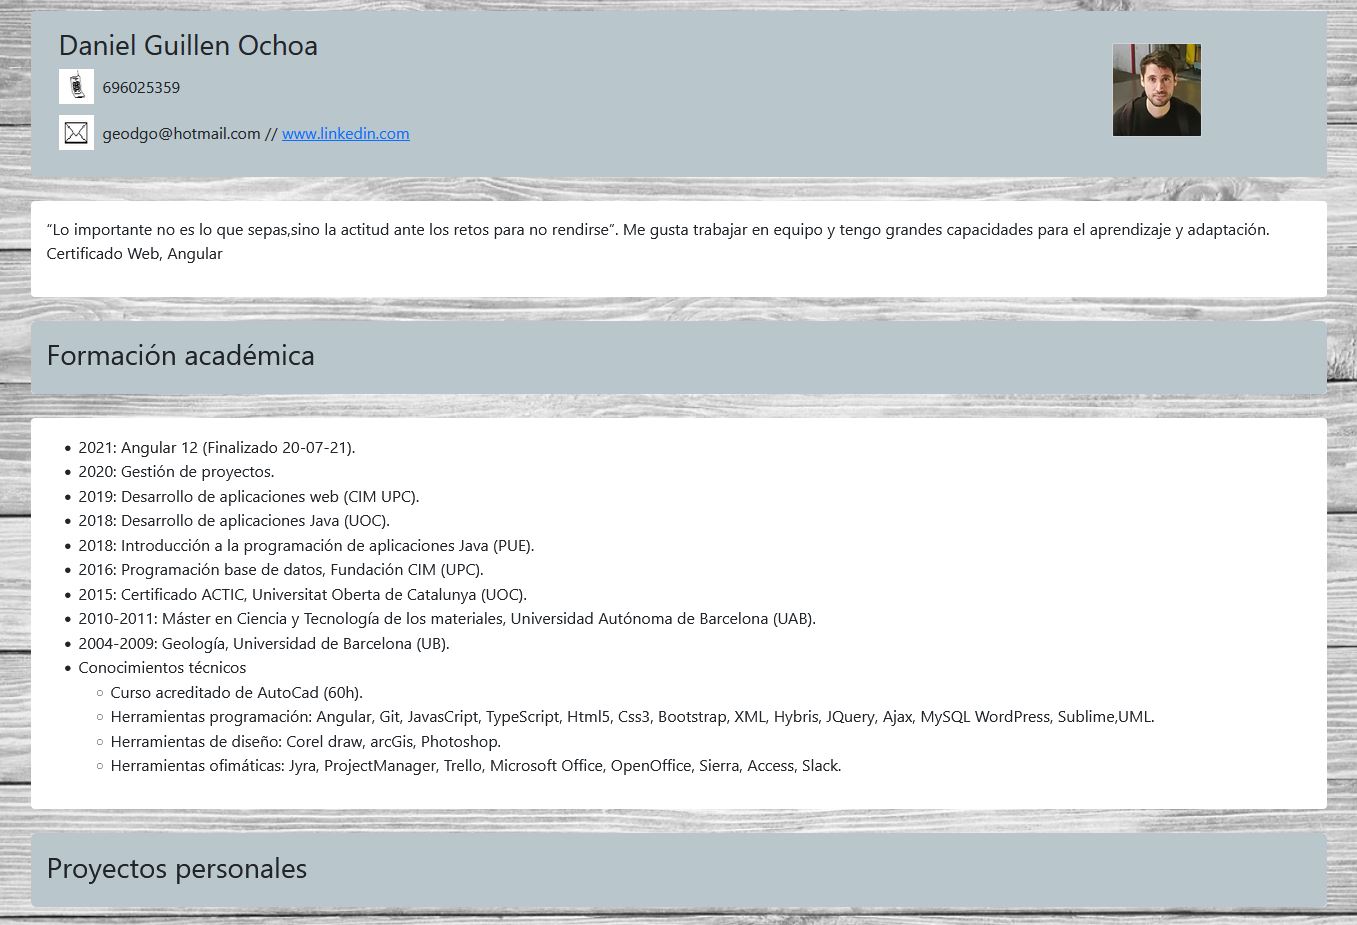 Daniel Guillen Ochoa
696025359
geodgo@hotmail.com // www.linkedin.com
“Lo importante no es lo que sepas,sino la actitud ante los retos para no rendirse”. Me gusta trabajar en equipo y tengo grandes capacidades para el aprendizaje y adaptación.
Certificado Web, Angular
Formación académica
2021: Angular 12 (Finalizado 20-07-21).
2020: Gestión de proyectos.
2019: Desarrollo de aplicaciones web (CIM UPC).
2018: Desarrollo de aplicaciones Java (UOC).
2018: Introducción a la programación de aplicaciones Java (PUE).
2016: Programación base de datos, Fundación CIM (UPC).
2015: Certificado ACTIC, Universitat Oberta de Catalunya (UOC).
2010-2011: Máster en Ciencia y Tecnología de los materiales, Universidad Autónoma de Barcelona (UAB).
2004-2009: Geología, Universidad de Barcelona (UB).
Conocimientos técnicos
Curso acreditado de AutoCad (60h).
Herramientas programación: Angular, Git, JavasCript, TypeScript, Html5, Css3, Bootstrap, XML, Hybris, JQuery, Ajax, MySQL WordPress, Sublime,UML.
Herramientas de diseño: Corel draw, arcGis, Photoshop.
Herramientas ofimáticas: Jyra, ProjectManager, Trello, Microsoft Office, OpenOffice, Sierra, Access, Slack.
Proyectos personales